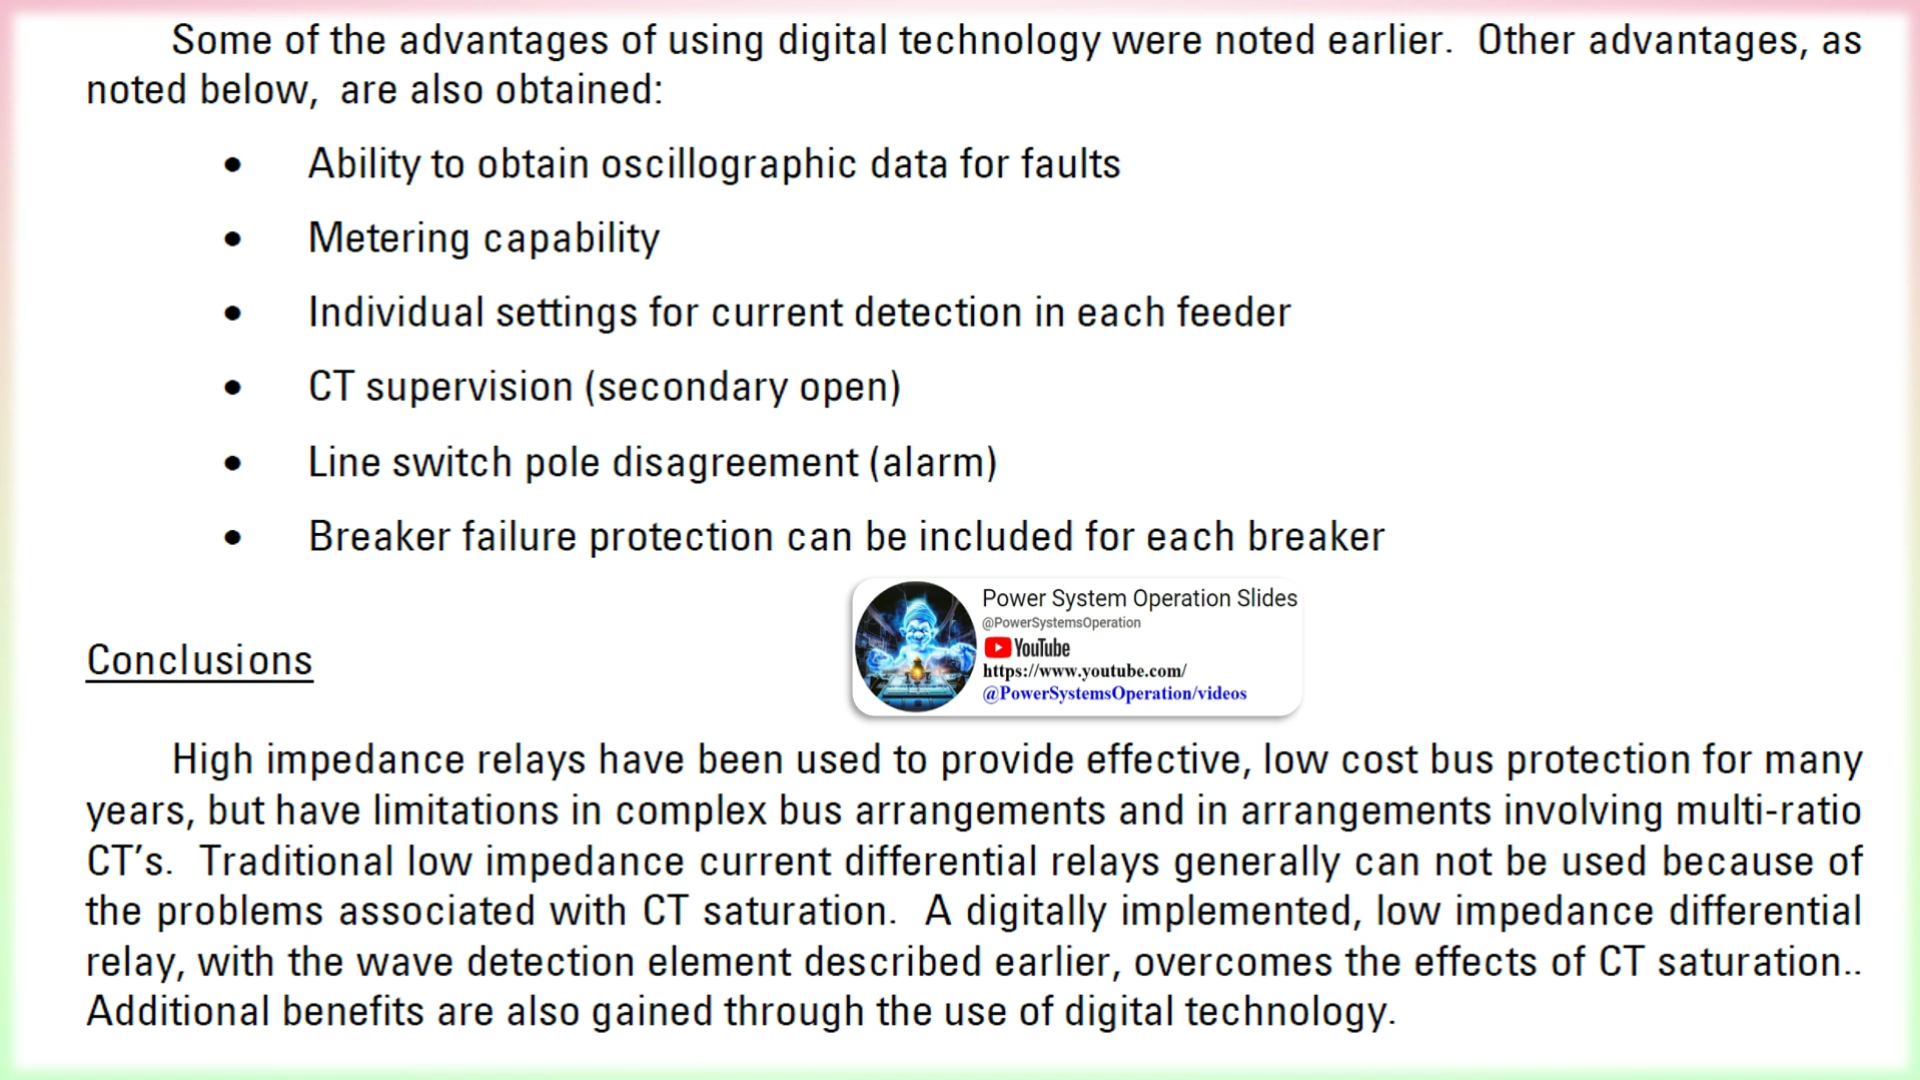 Some of the advantages of using digital technology were noted earlier. Other advantages, as
noted below, are also obtained:
• Ability to obtain oscillographic data for faults
• Metering capability
• Individual settings for current detection in each feeder
• CT supervision (secondary open)
• Line switch pole disagreement (alarm)
• Breaker failure protection can be included for each breaker
Power System Operation Slides
@PowerSystemsOperation
YouTube
https://www.youtube.com/
@PowerSystemsOperation/videos
Conclusions
High impedance relays have been used to provide effective, low cost bus protection for many
years, but have limitations in complex bus arrangements and in arrangements involving multi-ratio
CT's. Traditional low impedance current differential relays generally can not be used because of
the problems associated with CT saturation. A digitally implemented, low impedance differential
relay, with the wave detection element described earlier, overcomes the effects of CT saturation..
Additional benefits are also gained through the use of digital technology.